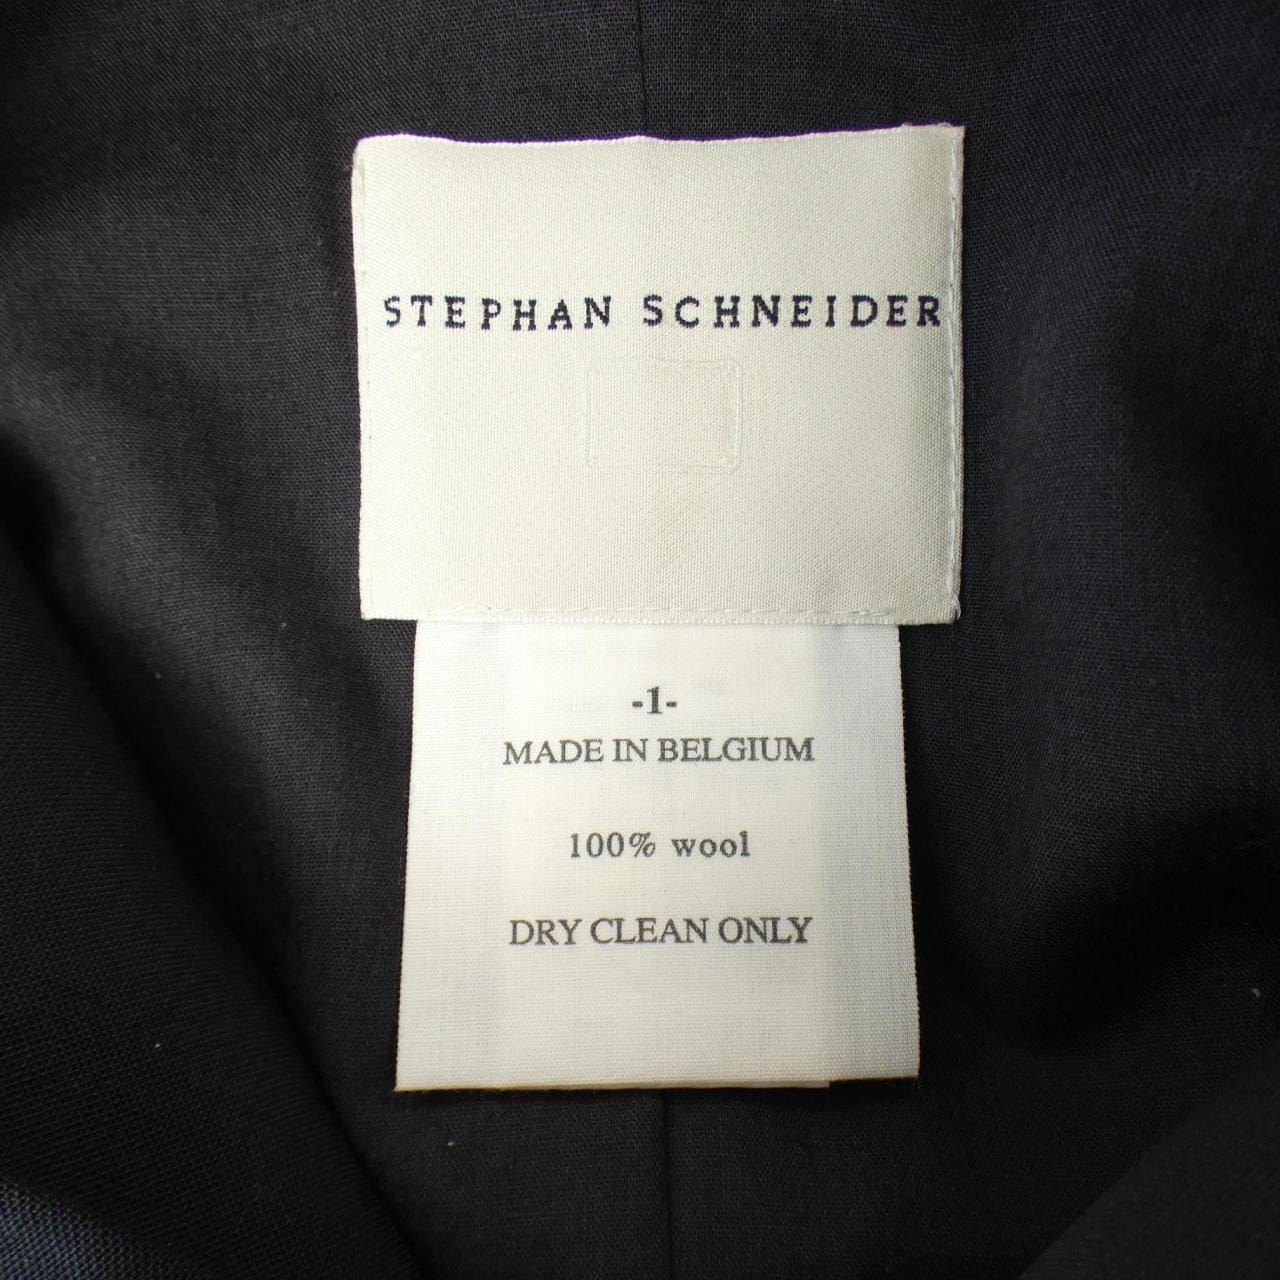 STEPHAN SCHNEIDER
-1-
MADE IN BELGIUM
100% wool
DRY CLEAN ONLY